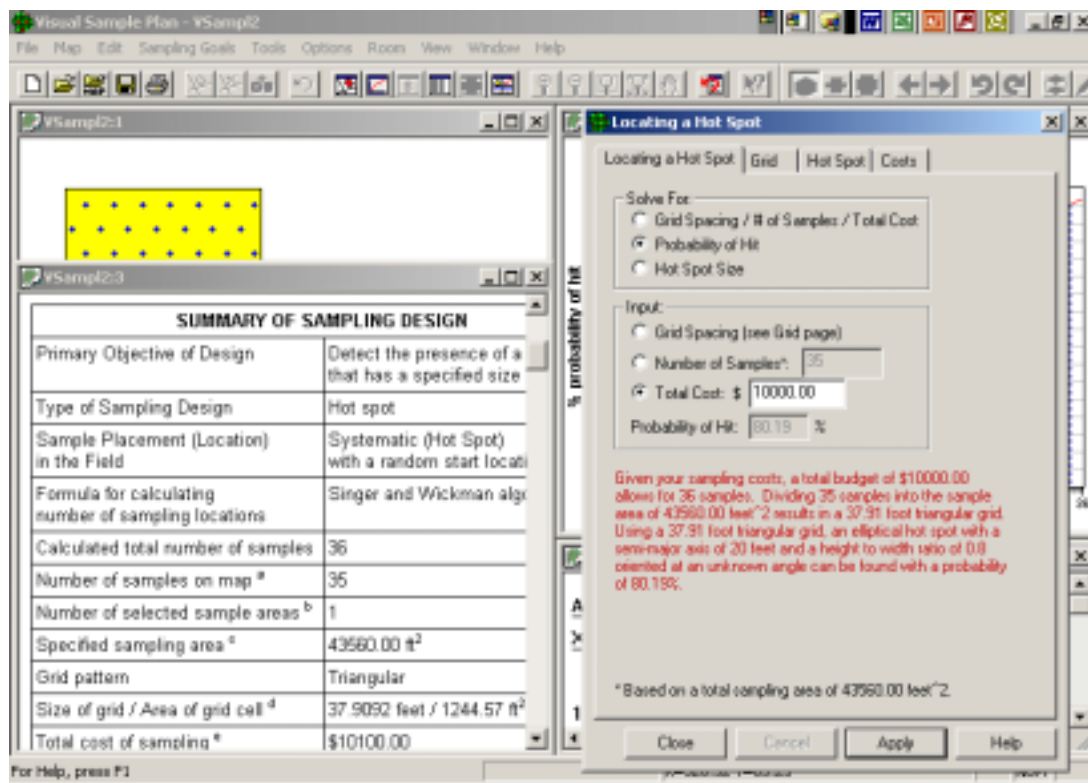 Visual Sample Plan - VSampl2
File Map Edit Sampling Goals Tools Options Room View Window Help
VSampl2:1
VSampl2:3
SUMMARY OF SAMPLING DESIGN
Primary Objective of Design
Detect the presence of a
that has a specified size
Type of Sampling Design
Hot spot
Sample Placement (Location)
in the Field
Systematic (Hot Spot)
with a random start locati
Formula for calculating
number of sampling locations
Singer and Wickman algo
Calculated total number of samples
36
Number of samples on map a
35
Number of selected sample areas b
1
Specified sampling area c
43560.00 ft2
Grid pattern
Triangular
Size of grid / Area of grid cell d
37.9092 feet / 1244.57 ft2
Total cost of sampling e
$10100.00
For Help, press F1
% probability of hit
Locating a Hot Spot
Locating a Hot Spot Grid Hot Spot Costs
Solve For:
Grid Spacing / # of Samples / Total Cost
Probability of Hit
Hot Spot Size
Input:
Grid Spacing (see Grid page)
Number of Samples*: 35
Total Cost: $ 10000.00
Probability of Hit: 80.19 %
Given your sampling costs, a total budget of $10000.00
allows for 36 samples. Dividing 35 samples into the sample
area of 43560.00 feet^2 results in a 37.91 foot triangular grid.
Using a 37.91 foot triangular grid, an elliptical hot spot with a
semi-major axis of 20 feet and a height to width ratio of 0.8
oriented at an unknown angle can be found with a probability
of 80.19%.
*Based on a total sampling area of 43560.00 feet^2.
Close Cancel Apply Help